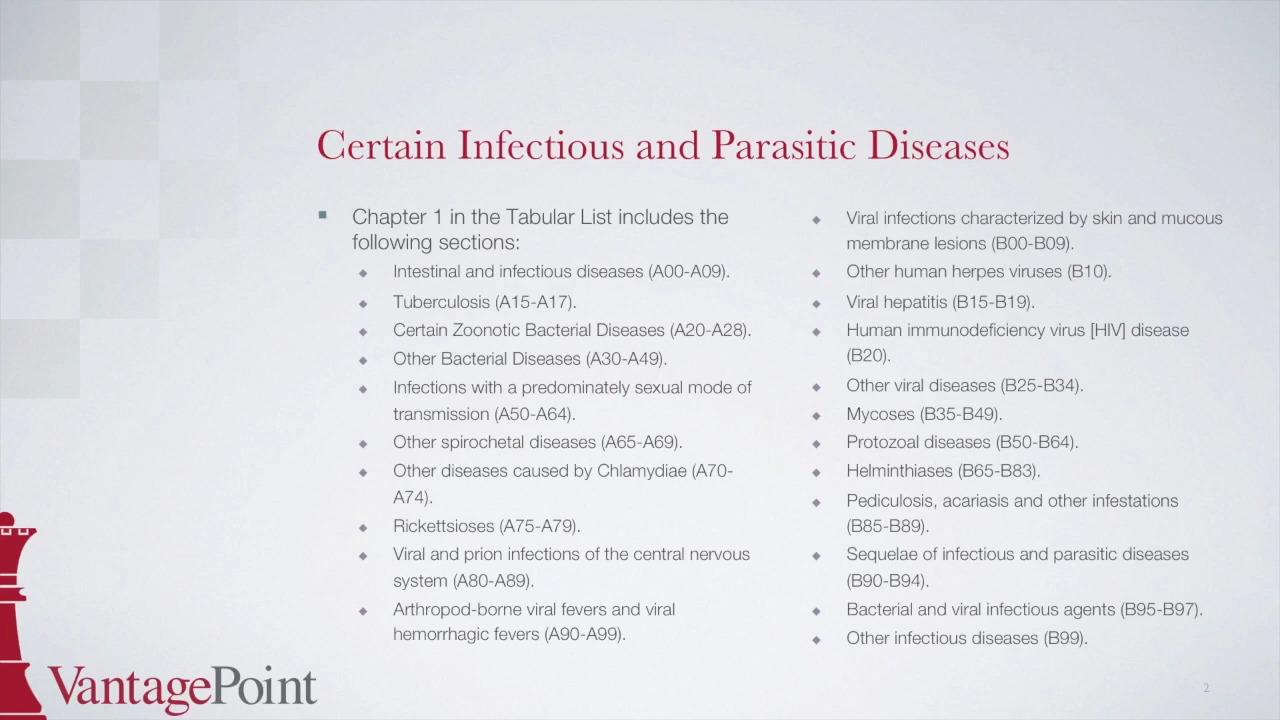 Certain Infectious and Parasitic Diseases
Chapter 1 in the Tabular List includes the
following sections:
Intestinal and infectious diseases (A00-A09).
Tuberculosis (A15-A17).
Certain Zoonotic Bacterial Diseases (A20-A28).
Other Bacterial Diseases (A30-A49).
Infections with a predominately sexual mode of
transmission (A50-A64).
Other spirochetal diseases (A65-A69).
Other diseases caused by Chlamydiae (A70-
A74).
Rickettsioses (A75-A79).
Viral and prion infections of the central nervous
system (A80-A89).
Arthropod-borne viral fevers and viral
hemorrhagic fevers (A90-A99).
Viral infections characterized by skin and mucous
membrane lesions (B00-B09).
Other human herpes viruses (B10).
Viral hepatitis (B15-B19).
Human immunodeficiency virus [HIV] disease
(B20).
Other viral diseases (B25-B34).
Mycoses (B35-B49).
Protozoal diseases (B50-B64).
Helminthiases (B65-B83).
Pediculosis, acariasis and other infestations
(B85-B89).
Sequelae of infectious and parasitic diseases
(B90-B94).
Bacterial and viral infectious agents (B95-B97).
Other infectious diseases (B99).
VantagePoint
2